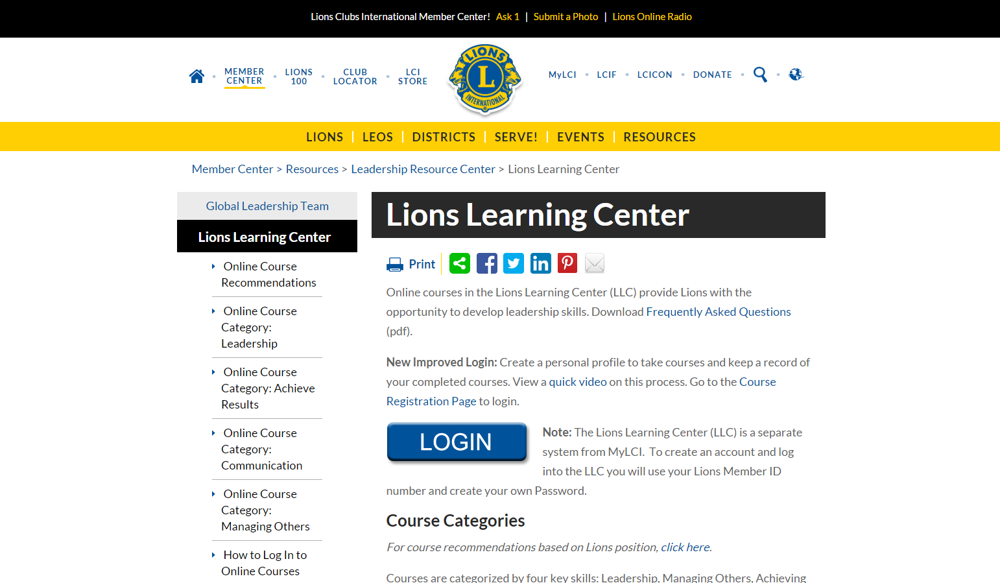 Lions Clubs International Member Center! Ask 1 | Submit a Photo | Lions Online Radio
MEMBER CENTER
LIONS 100
CLUB LOCATOR
LCI STORE
LIONS
L
INTERNATIONAL
MyLCI • LCIF • LCICON • DONATE
LIONS | LEOS | DISTRICTS | SERVE! | EVENTS | RESOURCES
Member Center > Resources > Leadership Resource Center > Lions Learning Center
Global Leadership Team
Lions Learning Center
Online Course
Recommendations
Online Course
Category:
Leadership
Online Course
Category: Achieve
Results
Online Course
Category:
Communication
Online Course
Category:
Managing Others
How to Log In to
Online Courses
Lions Learning Center
Print
Online courses in the Lions Learning Center (LLC) provide Lions with the
opportunity to develop leadership skills. Download Frequently Asked Questions
(pdf).
New Improved Login: Create a personal profile to take courses and keep a record of
your completed courses. View a quick video on this process. Go to the Course
Registration Page to login.
LOGIN
Note: The Lions Learning Center (LLC) is a separate
system from MyLCI. To create an account and log
into the LLC you will use your Lions Member ID
number and create your own Password.
Course Categories
For course recommendations based on Lions position, click here.
Courses are categorized by four key skills: Leadership, Managing Others, Achieving